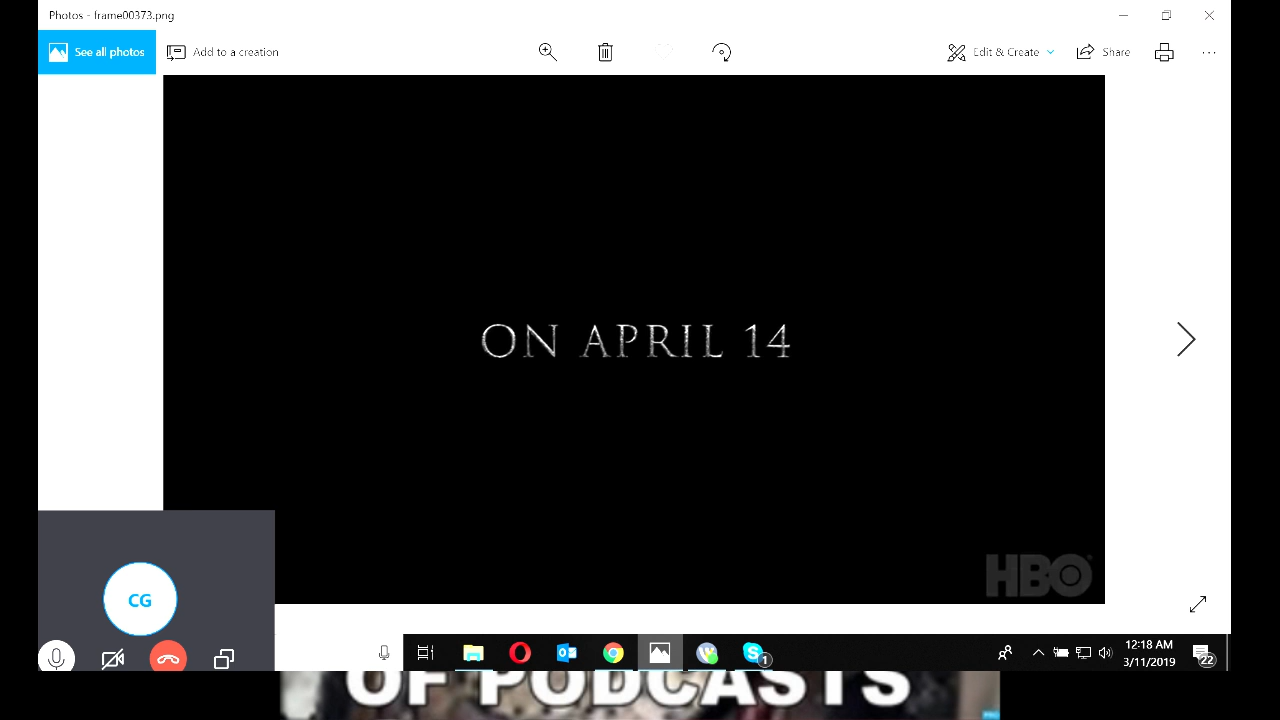 Photos - frame00373.png
See all photos
Add to a creation
Edit & Create
Share
ON APRIL 14
HBO
CG
1
12:18 AM
3/11/2019
22
OF PODCASTS